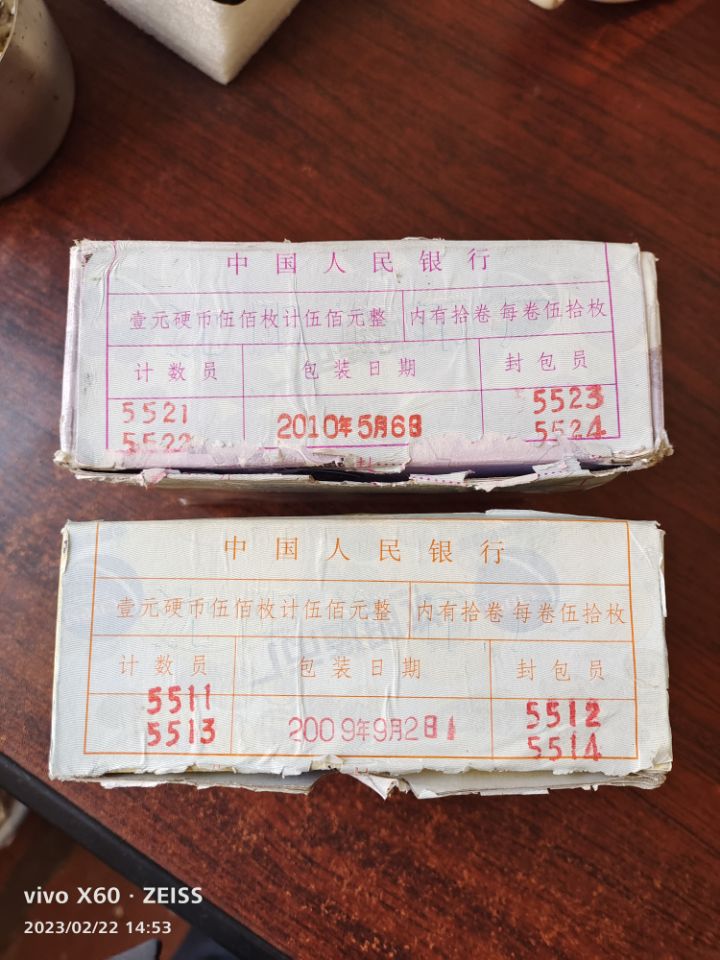 中国人民银行
壹元硬币伍佰枚计伍佰元整 内有拾卷 每卷伍拾枚
计数员 包装日期 封包员
5521 5523
5522 2010年5月6日 5524
封
中国人民银行
壹元硬币伍佰枚计伍佰元整 内有拾卷 每卷伍拾枚
计数员 包装日期 封包员
5511 5512
5513 2009年9月2日 5514
vivo X60 · ZEISS
2023/02/22 14:53